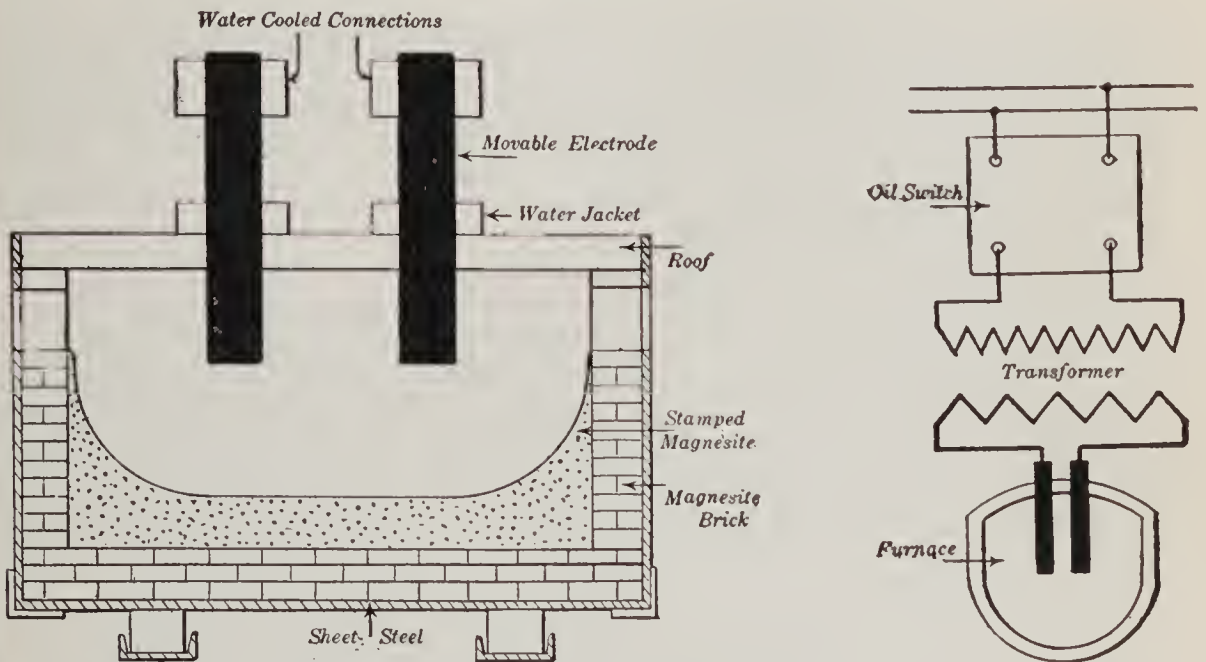 Water Cooled Connections
Movable Electrode
Water Jacket
Roof
Stamped
Magnesite
Magnesite
Brick
Sheet Steel
Oil Switch
Transformer
Furnace